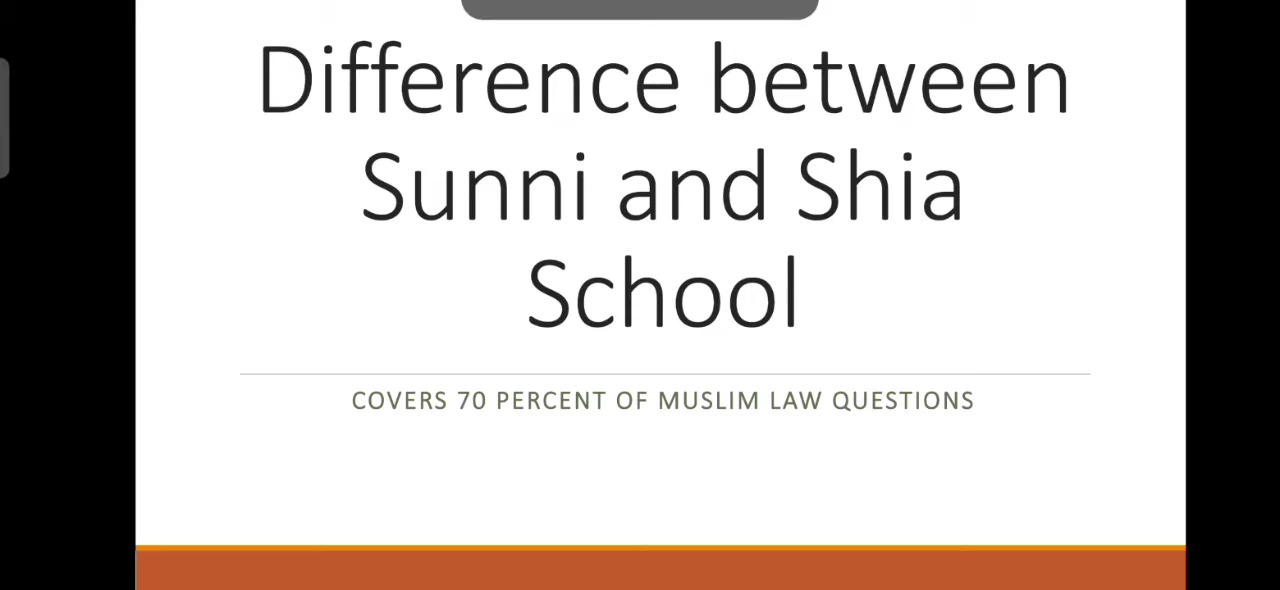 Difference between
Sunni and Shia
School
COVERS 70 PERCENT OF MUSLIM LAW QUESTIONS